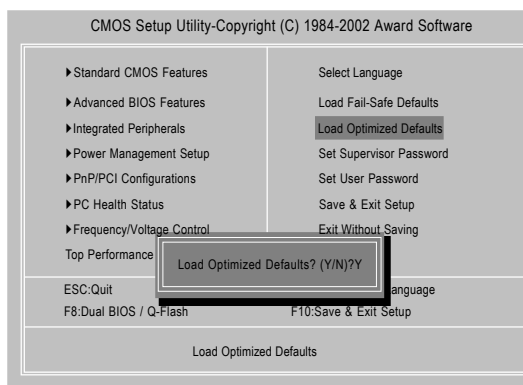 CMOS Setup Utility-Copyright (C) 1984-2002 Award Software
▶Standard CMOS Features
▶Advanced BIOS Features
▶Integrated Peripherals
▶Power Management Setup
▶PnP/PCI Configurations
▶PC Health Status
▶Frequency/Voltage Control
Top Performance
Select Language
Load Fail-Safe Defaults
Load Optimized Defaults
Set Supervisor Password
Set User Password
Save & Exit Setup
Exit Without Saving
Load Optimized Defaults? (Y/N)?Y
ESC:Quit anguage
F8:Dual BIOS / Q-Flash F10:Save & Exit Setup
Load Optimized Defaults